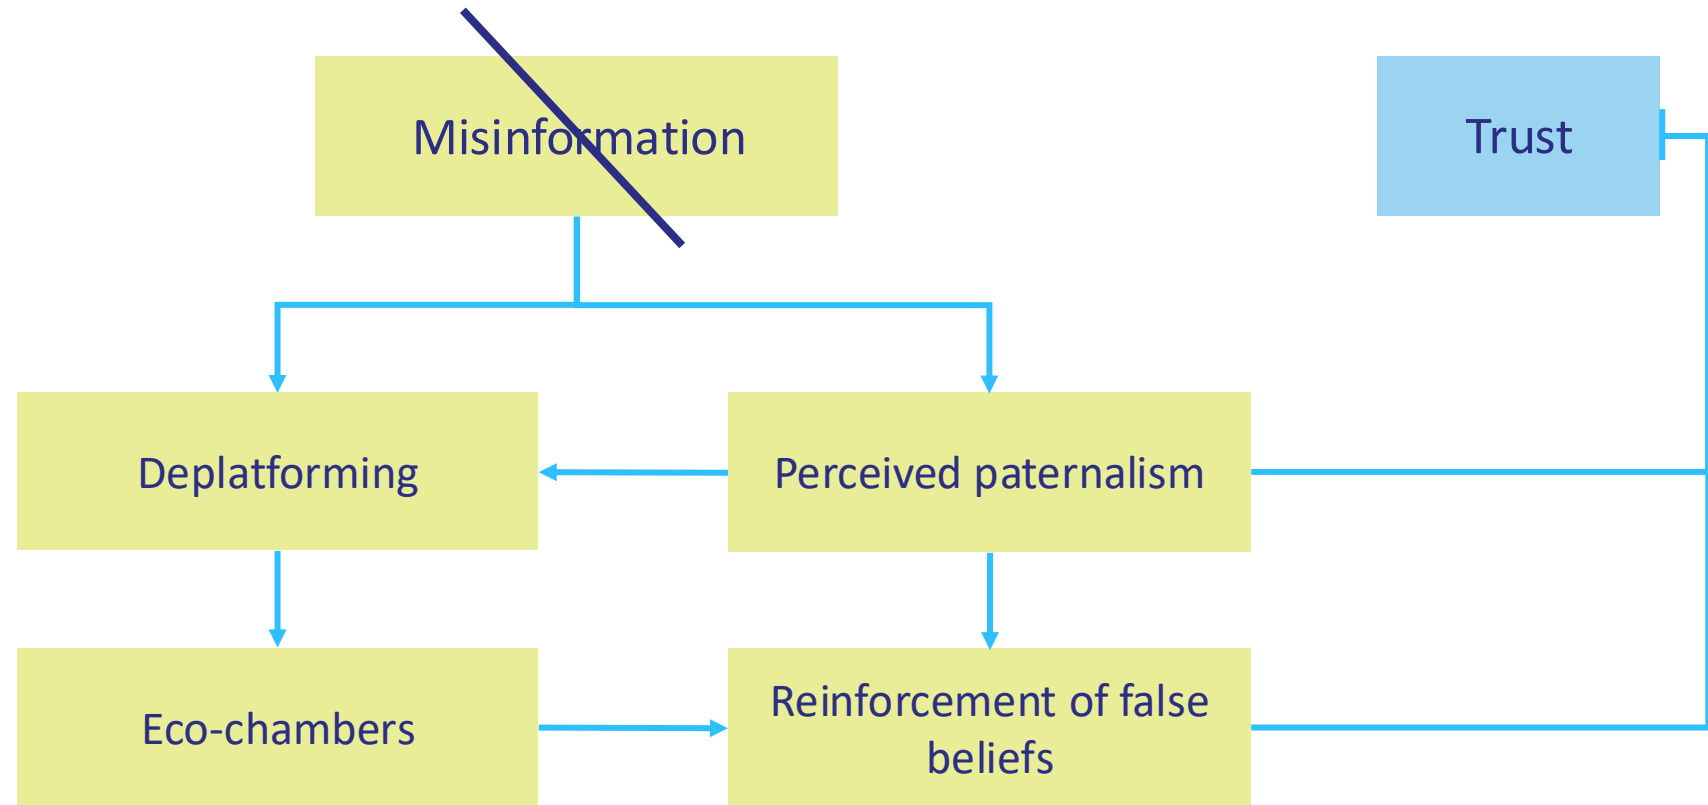 Misinformation
Trust
Deplatforming
Perceived paternalism
Eco-chambers
Reinforcement of false
beliefs